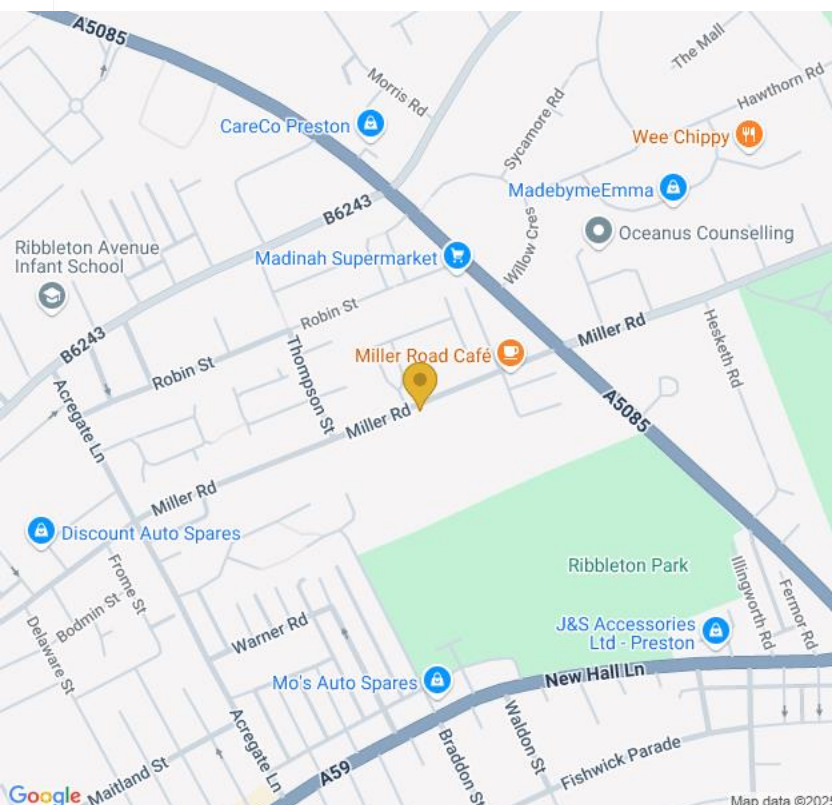 A5085
The Mall
Morris Rd
Hawthorn Rd
CareCo Preston
Sycamore Rd
Wee Chippy
MadebymeEmma
B6243
Oceanus Counselling
Ribbleton Avenue
Infant School
Madinah Supermarket
Willow Cres
Robin St
Miller Rd
Hesketh Rd
B6243
Thompson St
Miller Road Café
Robin St
Acregate Ln
A5085
Miller Rd
Miller Rd
Discount Auto Spares
Ribbleton Park
Frome St
Bodmin St
Illingworth Rd
Fermor Rd
Delaware St
Warner Rd
J&S Accessories
Ltd - Preston
Mo's Auto Spares
New Hall Ln
Acregate Ln
Waldon St
Braddon St
Fishwick Parade
Maitland St
A59
Google
Map data ©202